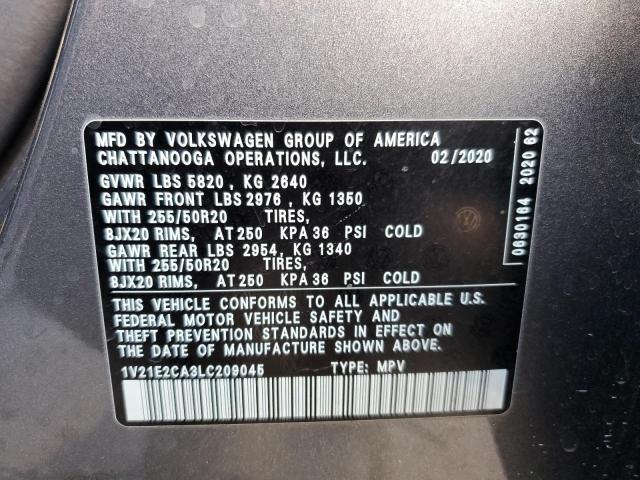 MFD BY VOLKSWAGEN GROUP OF AMERICA
CHATTANOOGA OPERATIONS, LLC. 02/2020
GVWR LBS 5820, KG 2640
GAWR FRONT LBS 2976, KG 1350
WITH 255/50R20 TIRES,
8JX20 RIMS, AT 250 KPA 36 PSI COLD
GAWR REAR LBS 2954, KG 1340
WITH 255/50R20 TIRES,
8JX20 RIMS, AT 250 KPA 36 PSI COLD
THIS VEHICLE CONFORMS TO ALL APPLICABLE U.S.
FEDERAL MOTOR VEHICLE SAFETY AND
THEFT PREVENTION STANDARDS IN EFFECT ON
THE DATE OF MANUFACTURE SHOWN ABOVE.
1V21E2CA3LC209045 TYPE: MPV
0630164 2020 62